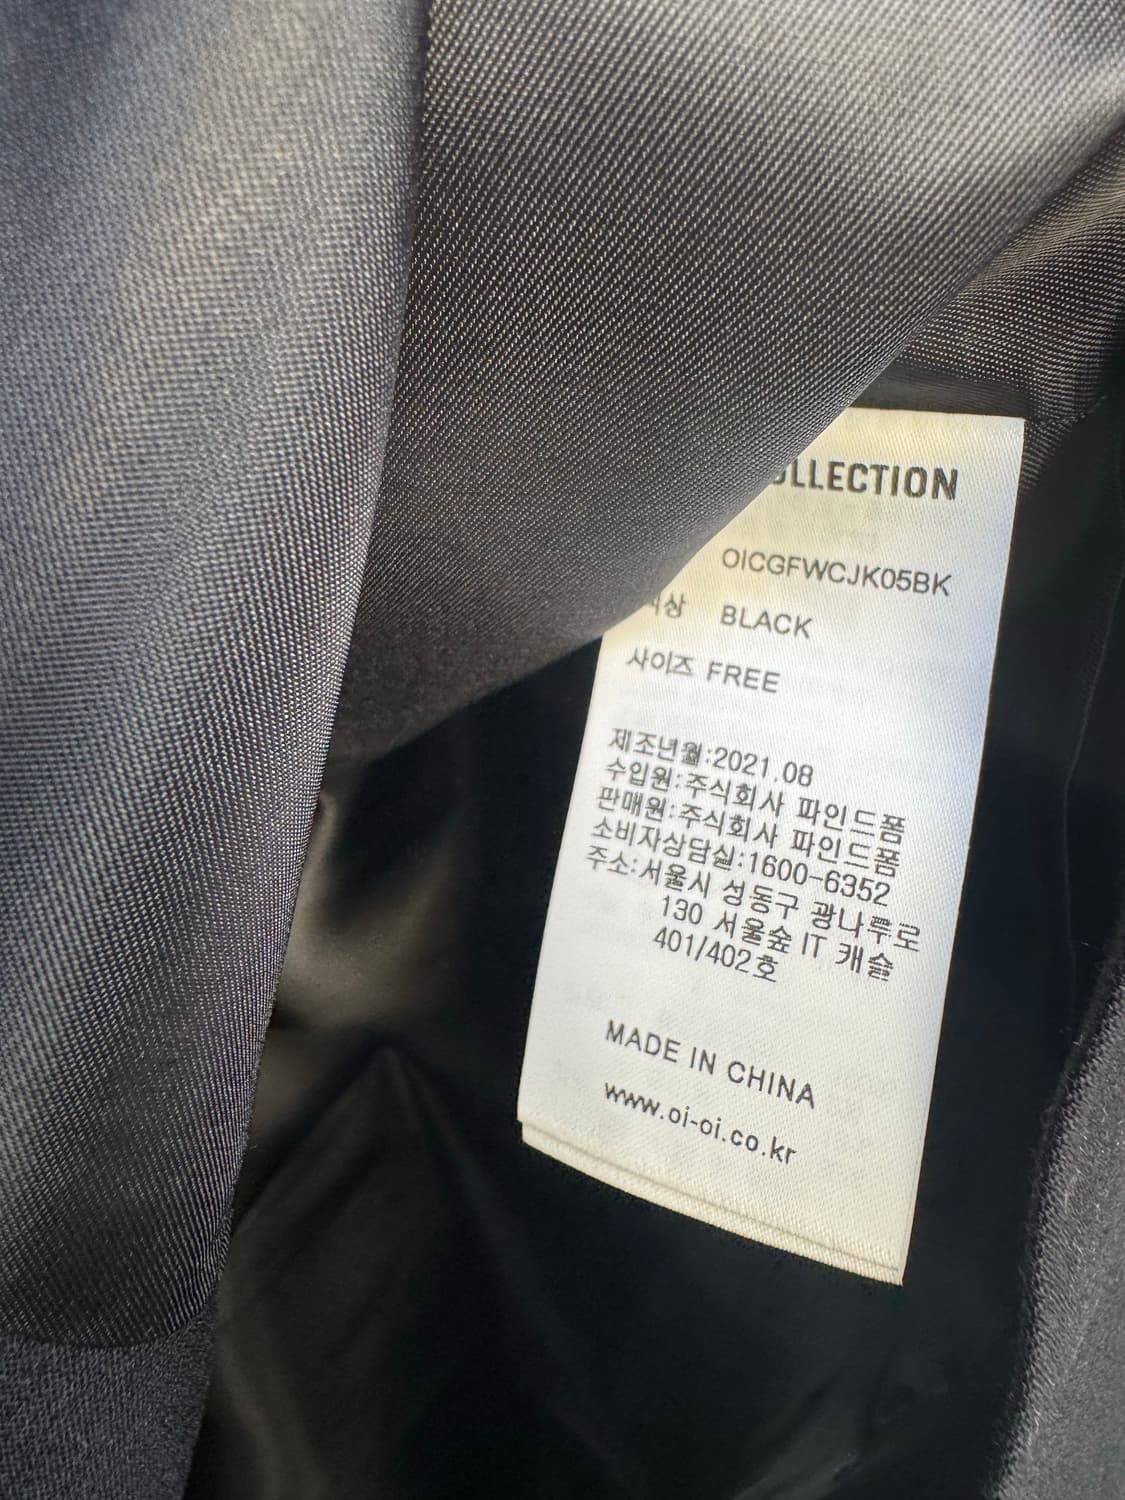 OLLECTION
OICGFWCJK05BK
색상 BLACK
사이즈 FREE
제조년월:2021.08
수입원:주식회사 파인드폼
판매원:주식회사 파인드폼
소비자상담실:1600-6352
주소:서울시 성동구 광나루로
130 서울숲 IT 캐슬
401/402호
MADE IN CHINA
www.oi-oi.co.kr